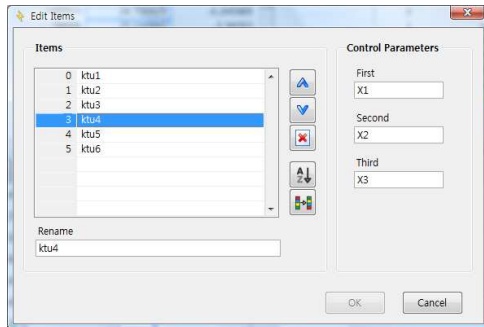 Edit Items
Items
0 ktu1
1 ktu2
2 ktu3
3 ktu4
4 ktu5
5 ktu6
Rename
ktu4
Control Parameters
First
X1
Second
X2
Third
X3
OK
Cancel